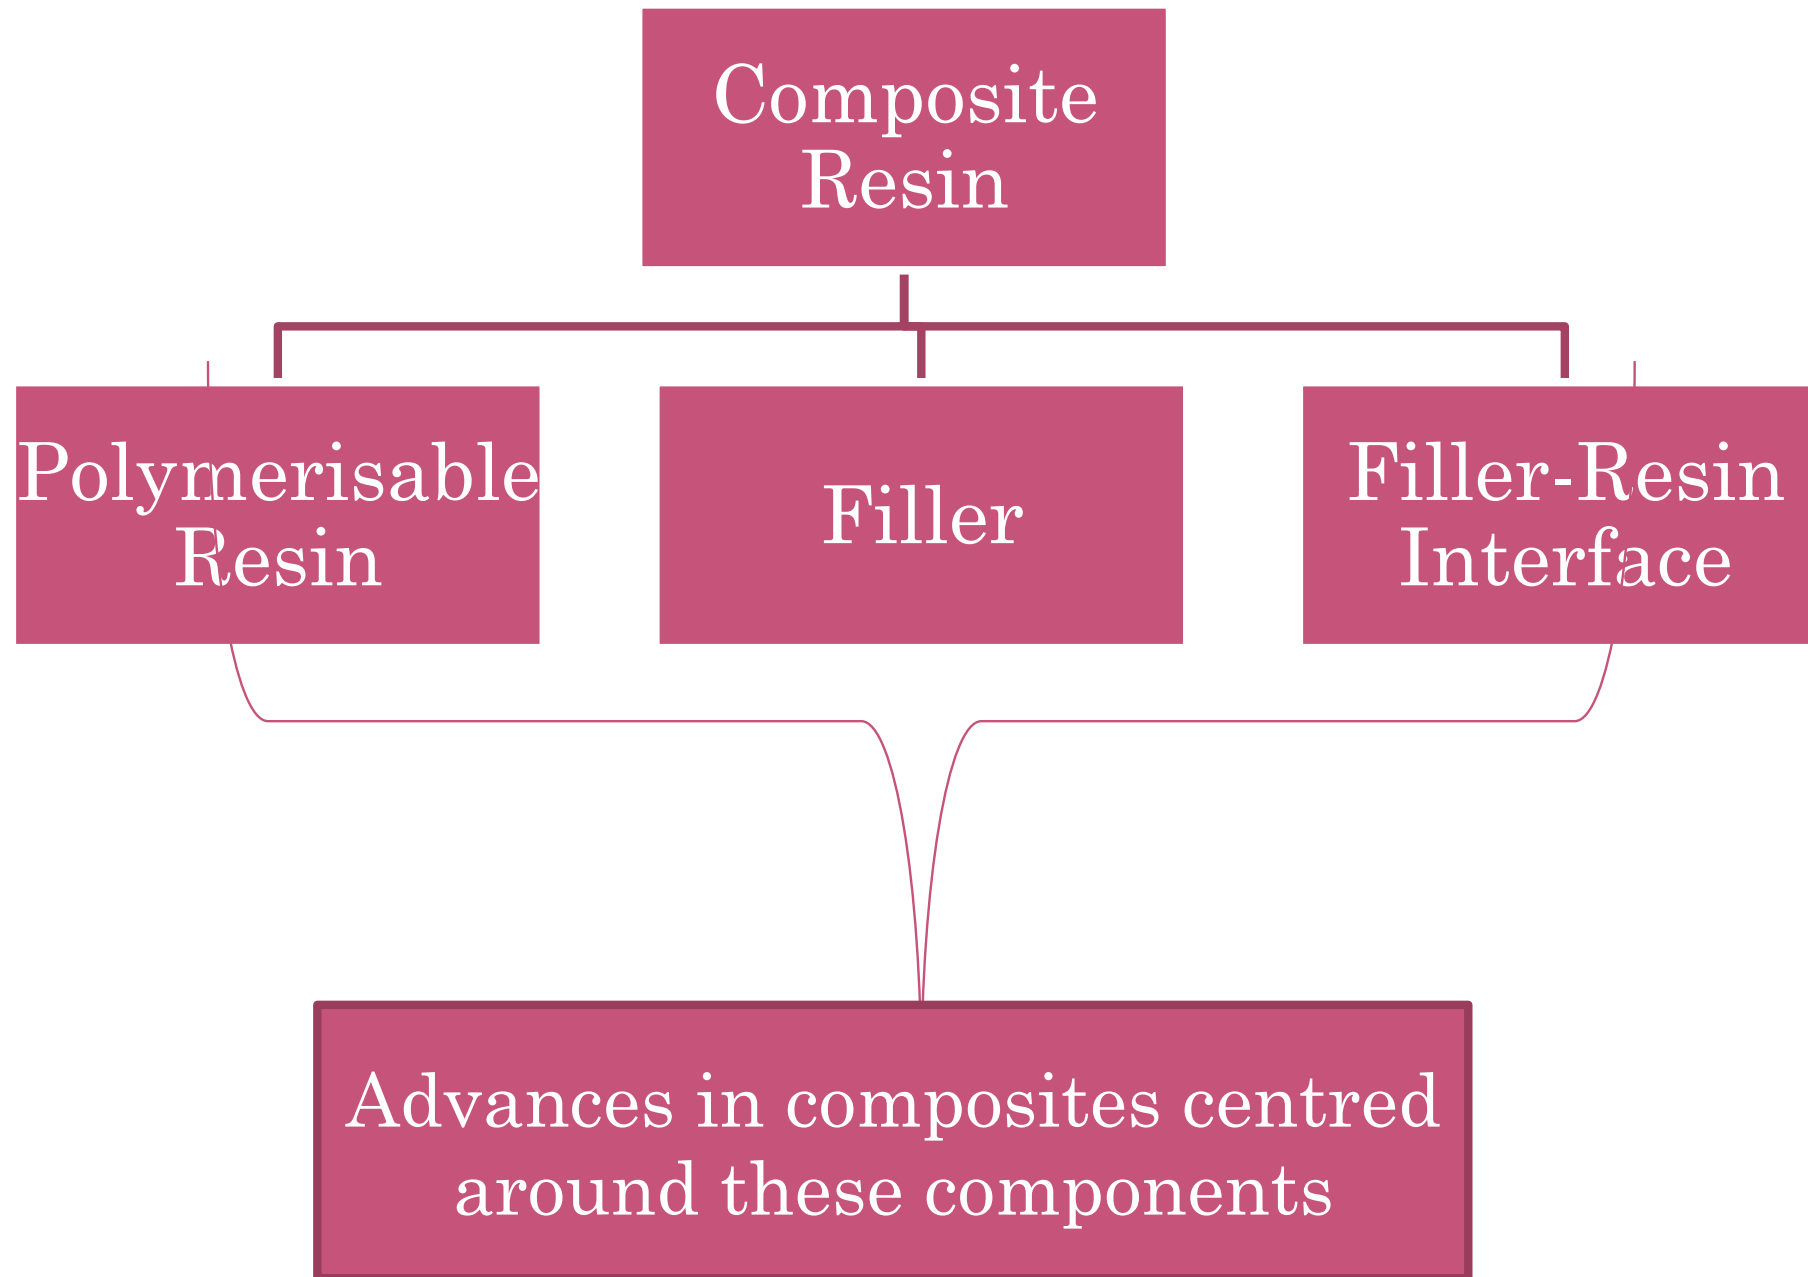 Composite
Resin
Polymerisable
Resin
Filler
Filler-Resin
Interface
Advances in composites centred
around these components